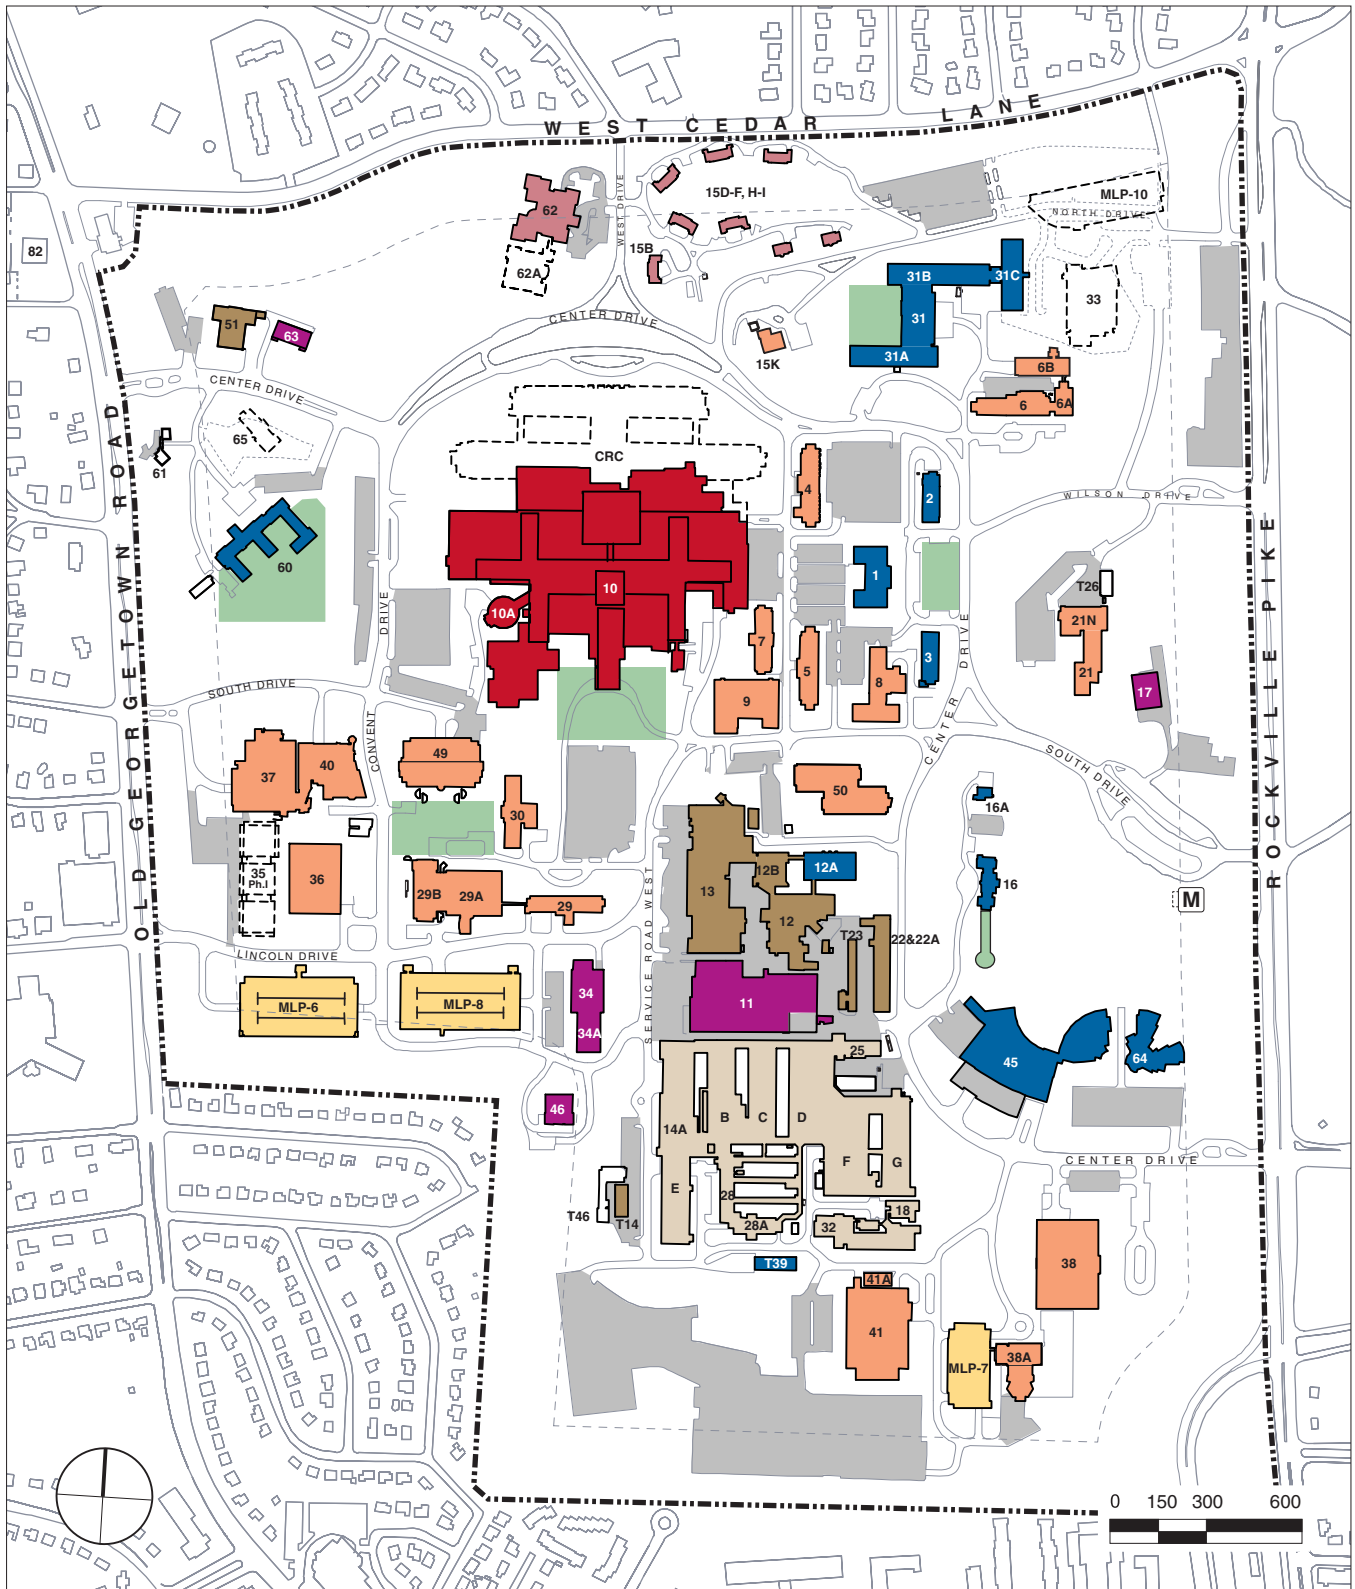 WEST CEDAR LANE
15D-F, H-I
MLP-10
NORTH DRIVE
WEST DRIVE
62
82
15B
62A
31B
31C
33
31
51
63
CENTER DRIVE
31A
15K
6B
CENTER DRIVE
6
6A
65
CRC
61
4
2
WILSON DRIVE
OLD GEORGETOWN ROAD
ROCKVILLE PIKE
60
1
10
T26
10A
21N
DRIVE
7
5
3
8
21
CENTER DRIVE
SOUTH DRIVE
17
9
CONVENT
49
37
40
SOUTH DRIVE
50
16A
30
12B
12A
35
Ph.I
36
29B
29A
13
16
M
29
12
T23
22&22A
SERVICE ROAD WEST
LINCOLN DRIVE
34
MLP-6
MLP-8
11
34A
25
45
64
46
B
C
D
14A
F
G
CENTER DRIVE
E
28
T46
T14
28A
32
18
T39
38
41A
41
38A
MLP-7
0 150 300 600